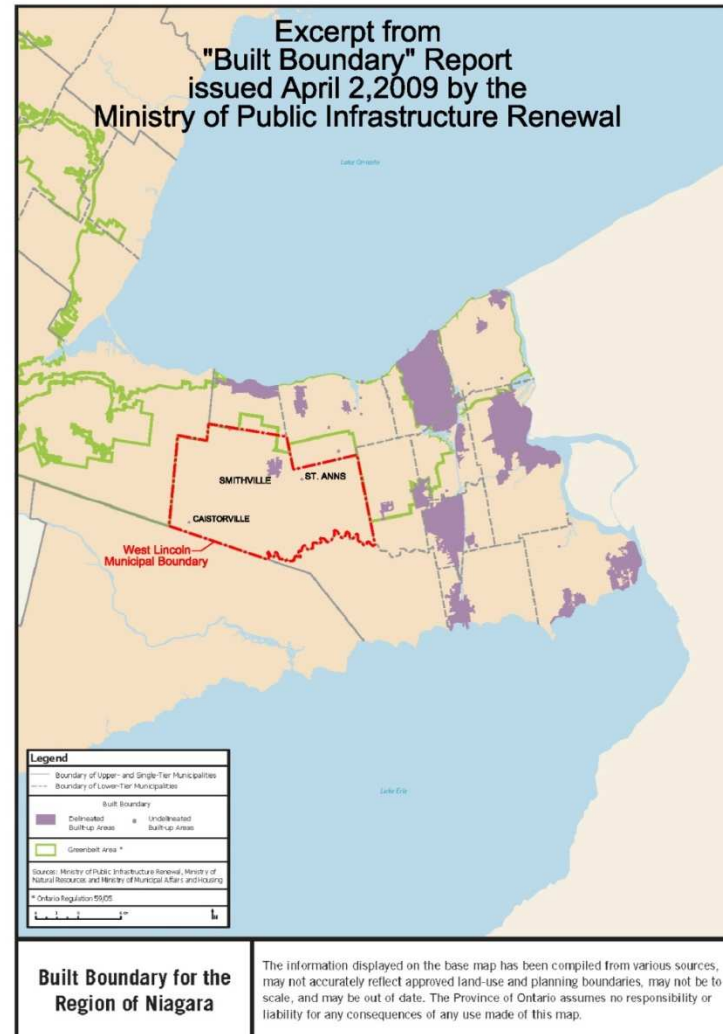 Excerpt from
"Built Boundary" Report
issued April 2,2009 by the
Ministry of Public Infrastructure Renewal
Lake Ontario
SMITHVILLE
ST. ANNS
CAISTORVILLE
West Lincoln
Municipal Boundary
Lake Erie
Legend
Boundary of Upper- and Single-Tier Municipalities
Boundary of Lower-Tier Municipalities
Built Boundary
Delineated
Built-up Areas
Undelineated
Built-up Areas
Greenbelt Area *
Sources: Ministry of Public Infrastructure Renewal, Ministry of
Natural Resources and Ministry of Municipal Affairs and Housing
* Ontario Regulation 59/05
Built Boundary for the
Region of Niagara
The information displayed on the base map has been compiled from various sources,
may not accurately reflect approved land-use and planning boundaries, may not be to
scale, and may be out of date. The Province of Ontario assumes no responsibility or
liability for any consequences of any use made of this map.